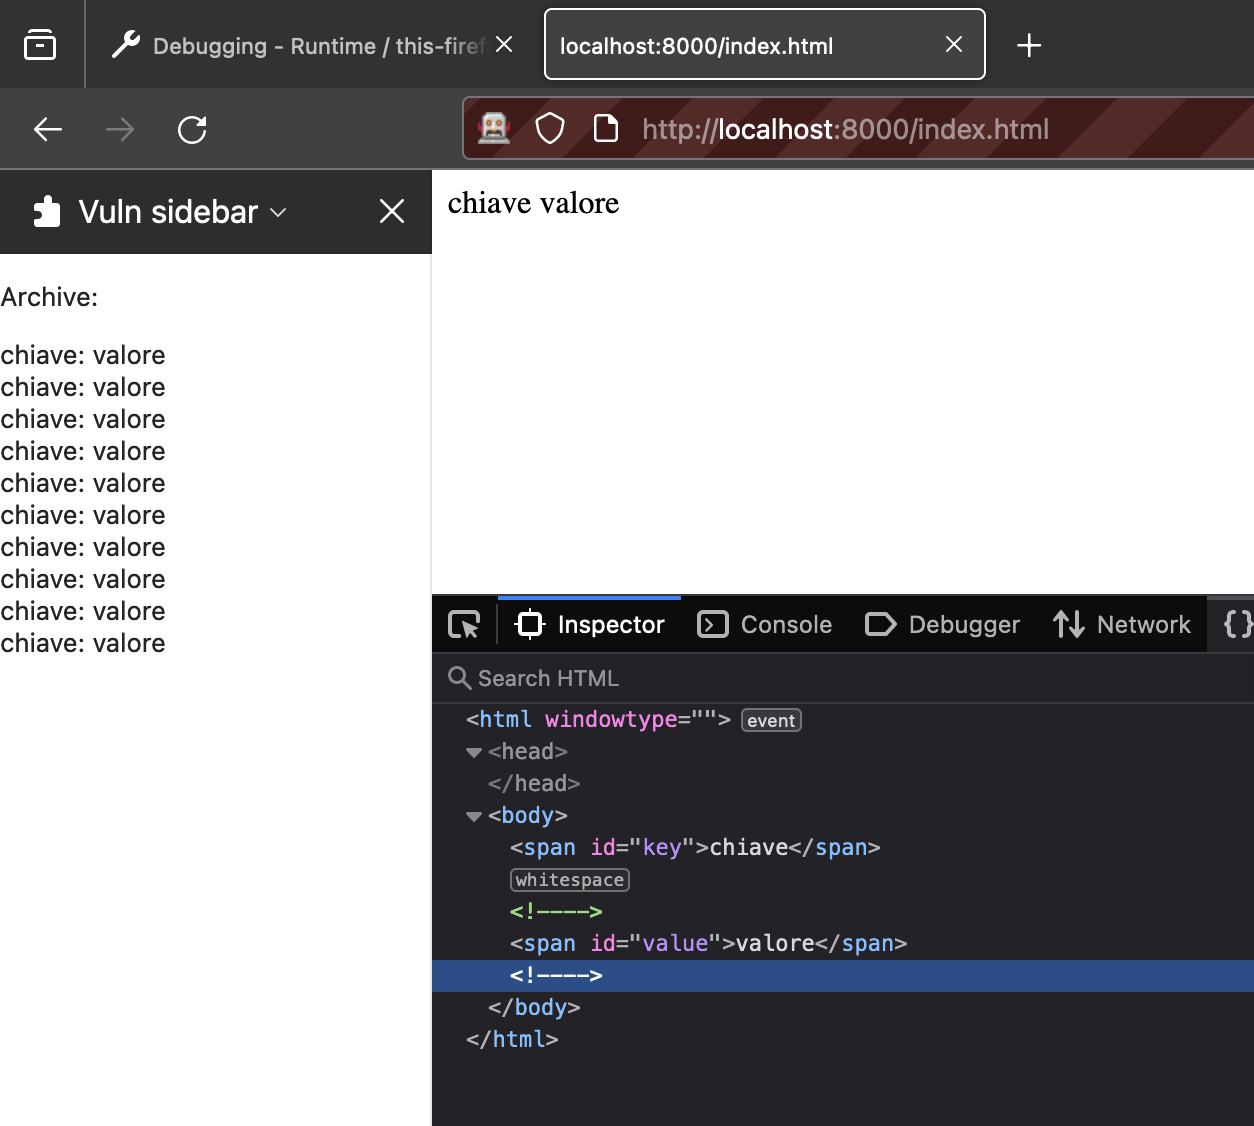 Debugging - Runtime / this-firef
localhost:8000/index.html
http://localhost:8000/index.html
Vuln sidebar
Archive:
chiave: valore
chiave: valore
chiave: valore
chiave: valore
chiave: valore
chiave: valore
chiave: valore
chiave: valore
chiave: valore
chiave: valore
chiave valore
Inspector Console Debugger Network {}
Search HTML
<html windowtype=""> event
<head>
</head>
<body>
<span id="key">chiave</span>
whitespace
<!---->
<span id="value">valore</span>
<!---->
</body>
</html>